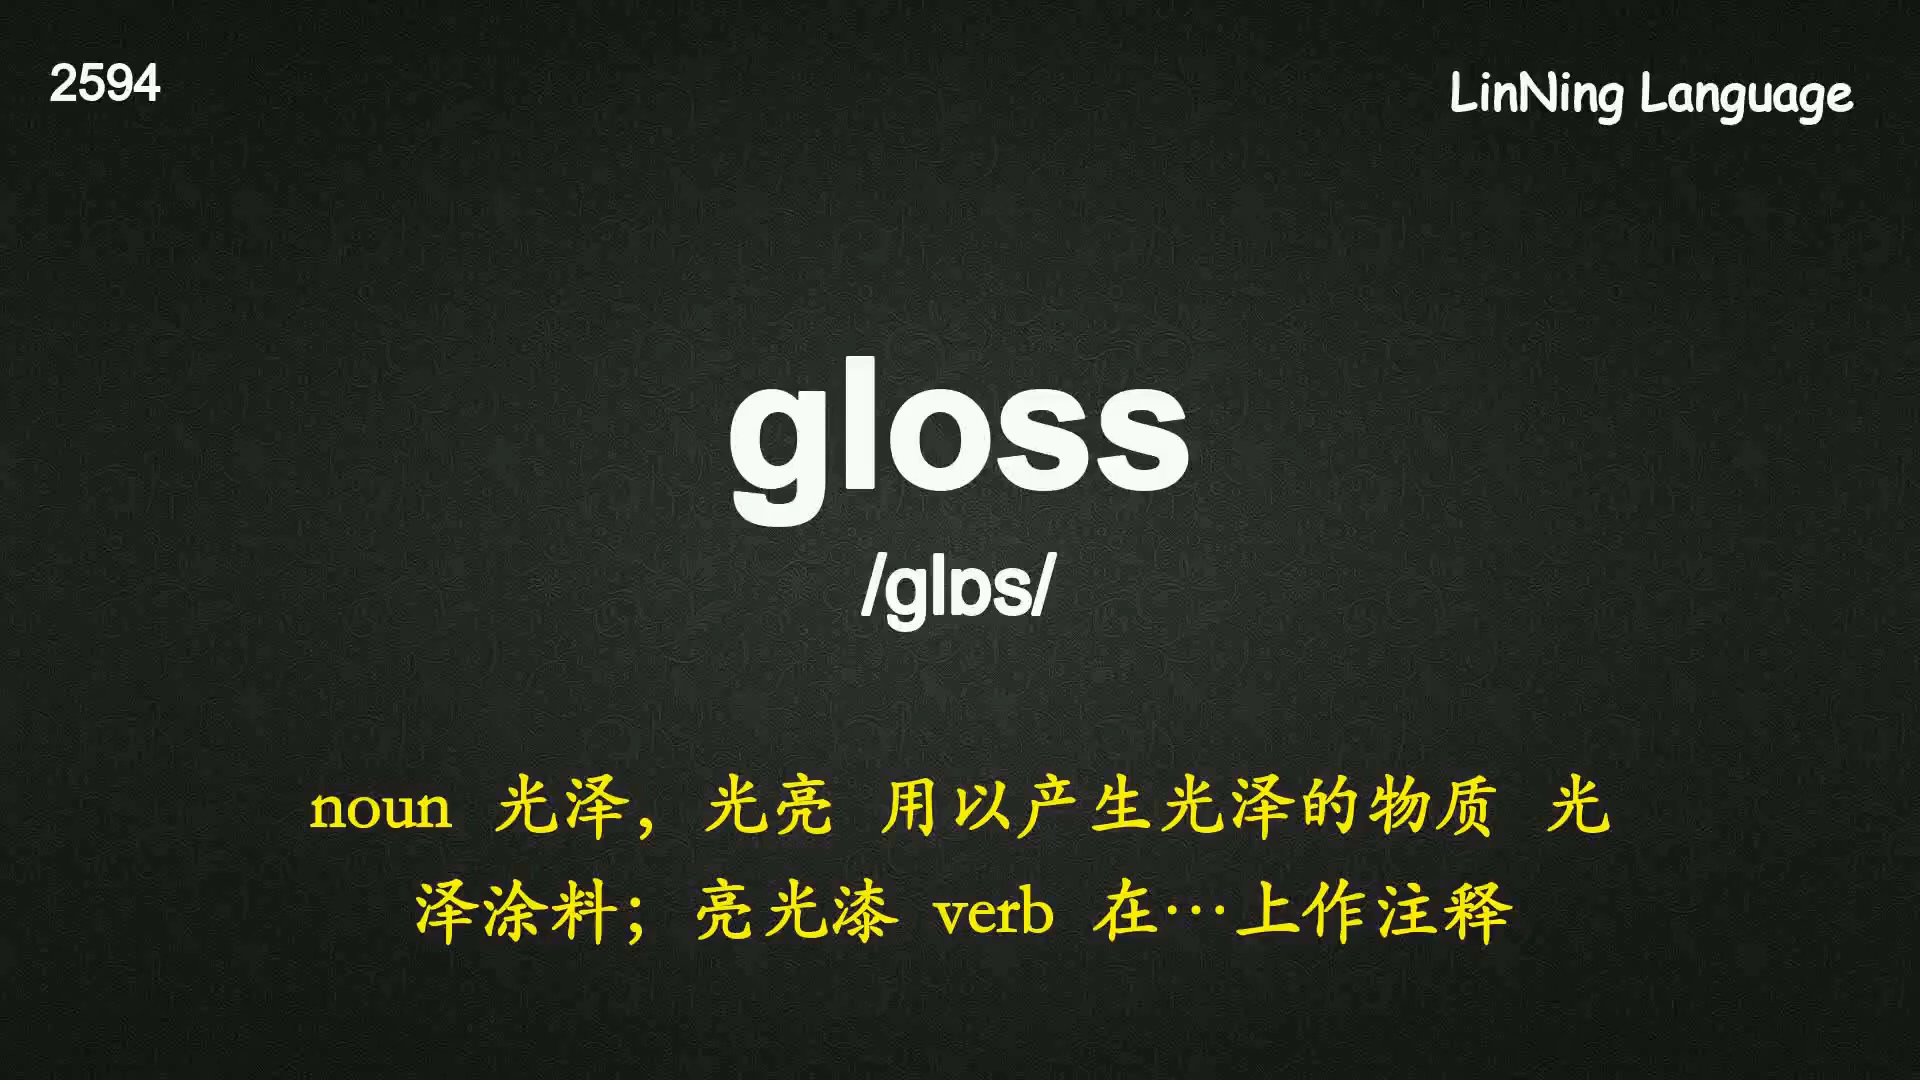 2594
LinNing Language
gloss
/glɒs/
noun 光泽，光亮 用以产生光泽的物质 光
泽涂料；亮光漆 verb 在…上作注释